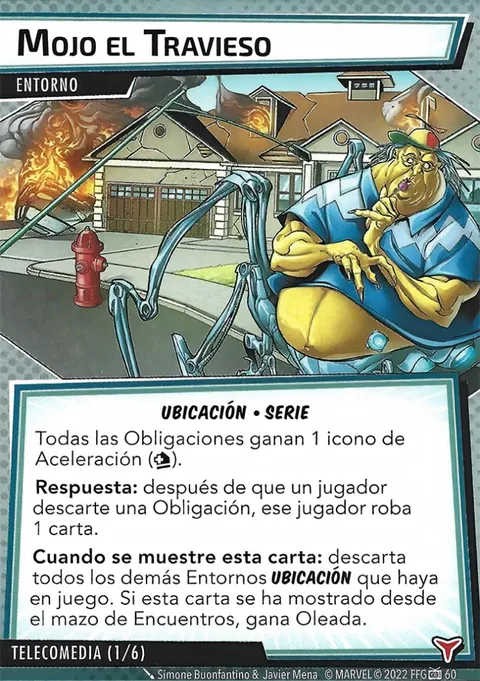 Mojo el Travieso
ENTORNO
UBICACIÓN • SERIE
Todas las Obligaciones ganan 1 icono de
Aceleración ( ).
Respuesta: después de que un jugador
descarte una Obligación, ese jugador roba
1 carta.
Cuando se muestre esta carta: descarta
todos los demás Entornos UBICACIÓN que haya
en juego. Si esta carta se ha mostrado desde
el mazo de Encuentros, gana Oleada.
TELECOMEDIA (1/6)
Simone Buonfantino & Javier Mena © MARVEL © 2022 FFG 60